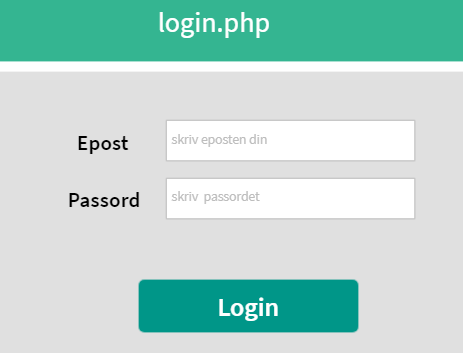 login.php
Epost
skriv eposten din
Passord
skriv passordet
Login